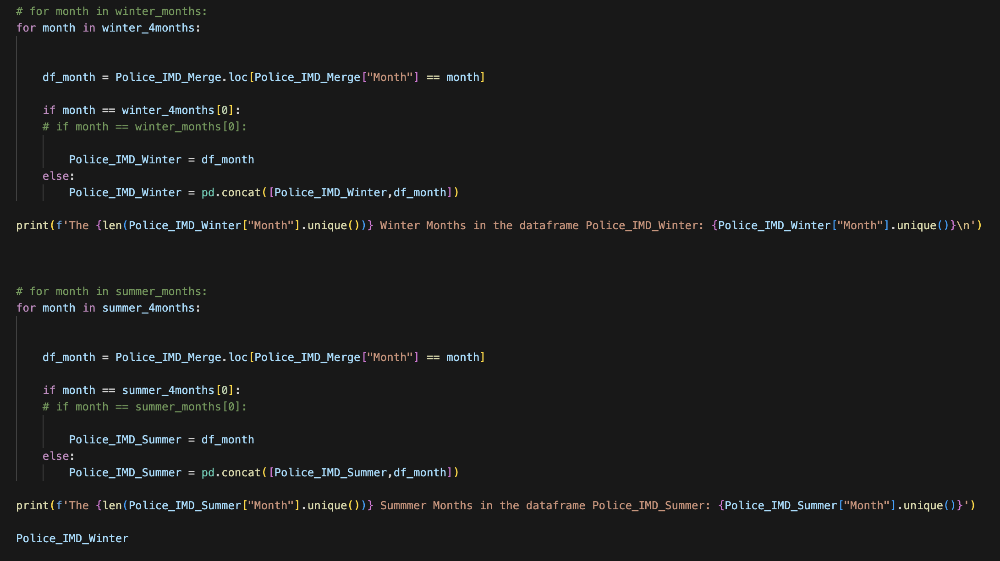 # for month in winter_months:
for month in winter_4months:
df_month = Police_IMD_Merge.loc[Police_IMD_Merge["Month"] == month]
if month == winter_4months[0]:
# if month == winter_months[0]:
Police_IMD_Winter = df_month
else:
Police_IMD_Winter = pd.concat([Police_IMD_Winter,df_month])
print(f'The {len(Police_IMD_Winter["Month"].unique())} Winter Months in the dataframe Police_IMD_Winter: {Police_IMD_Winter["Month"].unique()}\n')
# for month in summer_months:
for month in summer_4months:
df_month = Police_IMD_Merge.loc[Police_IMD_Merge["Month"] == month]
if month == summer_4months[0]:
# if month == summer_months[0]:
Police_IMD_Summer = df_month
else:
Police_IMD_Summer = pd.concat([Police_IMD_Summer,df_month])
print(f'The {len(Police_IMD_Summer["Month"].unique())} Summmer Months in the dataframe Police_IMD_Summer: {Police_IMD_Summer["Month"].unique()}')
Police_IMD_Winter